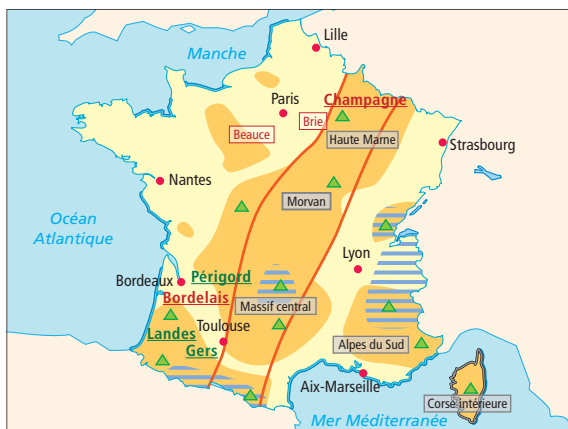 Lille
Manche
Paris
Champagne
Brie
Beauce
Haute Marne
Strasbourg
Nantes
Morvan
Océan
Atlantique
Lyon
Périgord
Bordeaux
Bordelais
Massif central
Landes
Toulouse
Gers
Alpes du Sud
Aix-Marseille
Corse intérieure
Mer Méditerranée